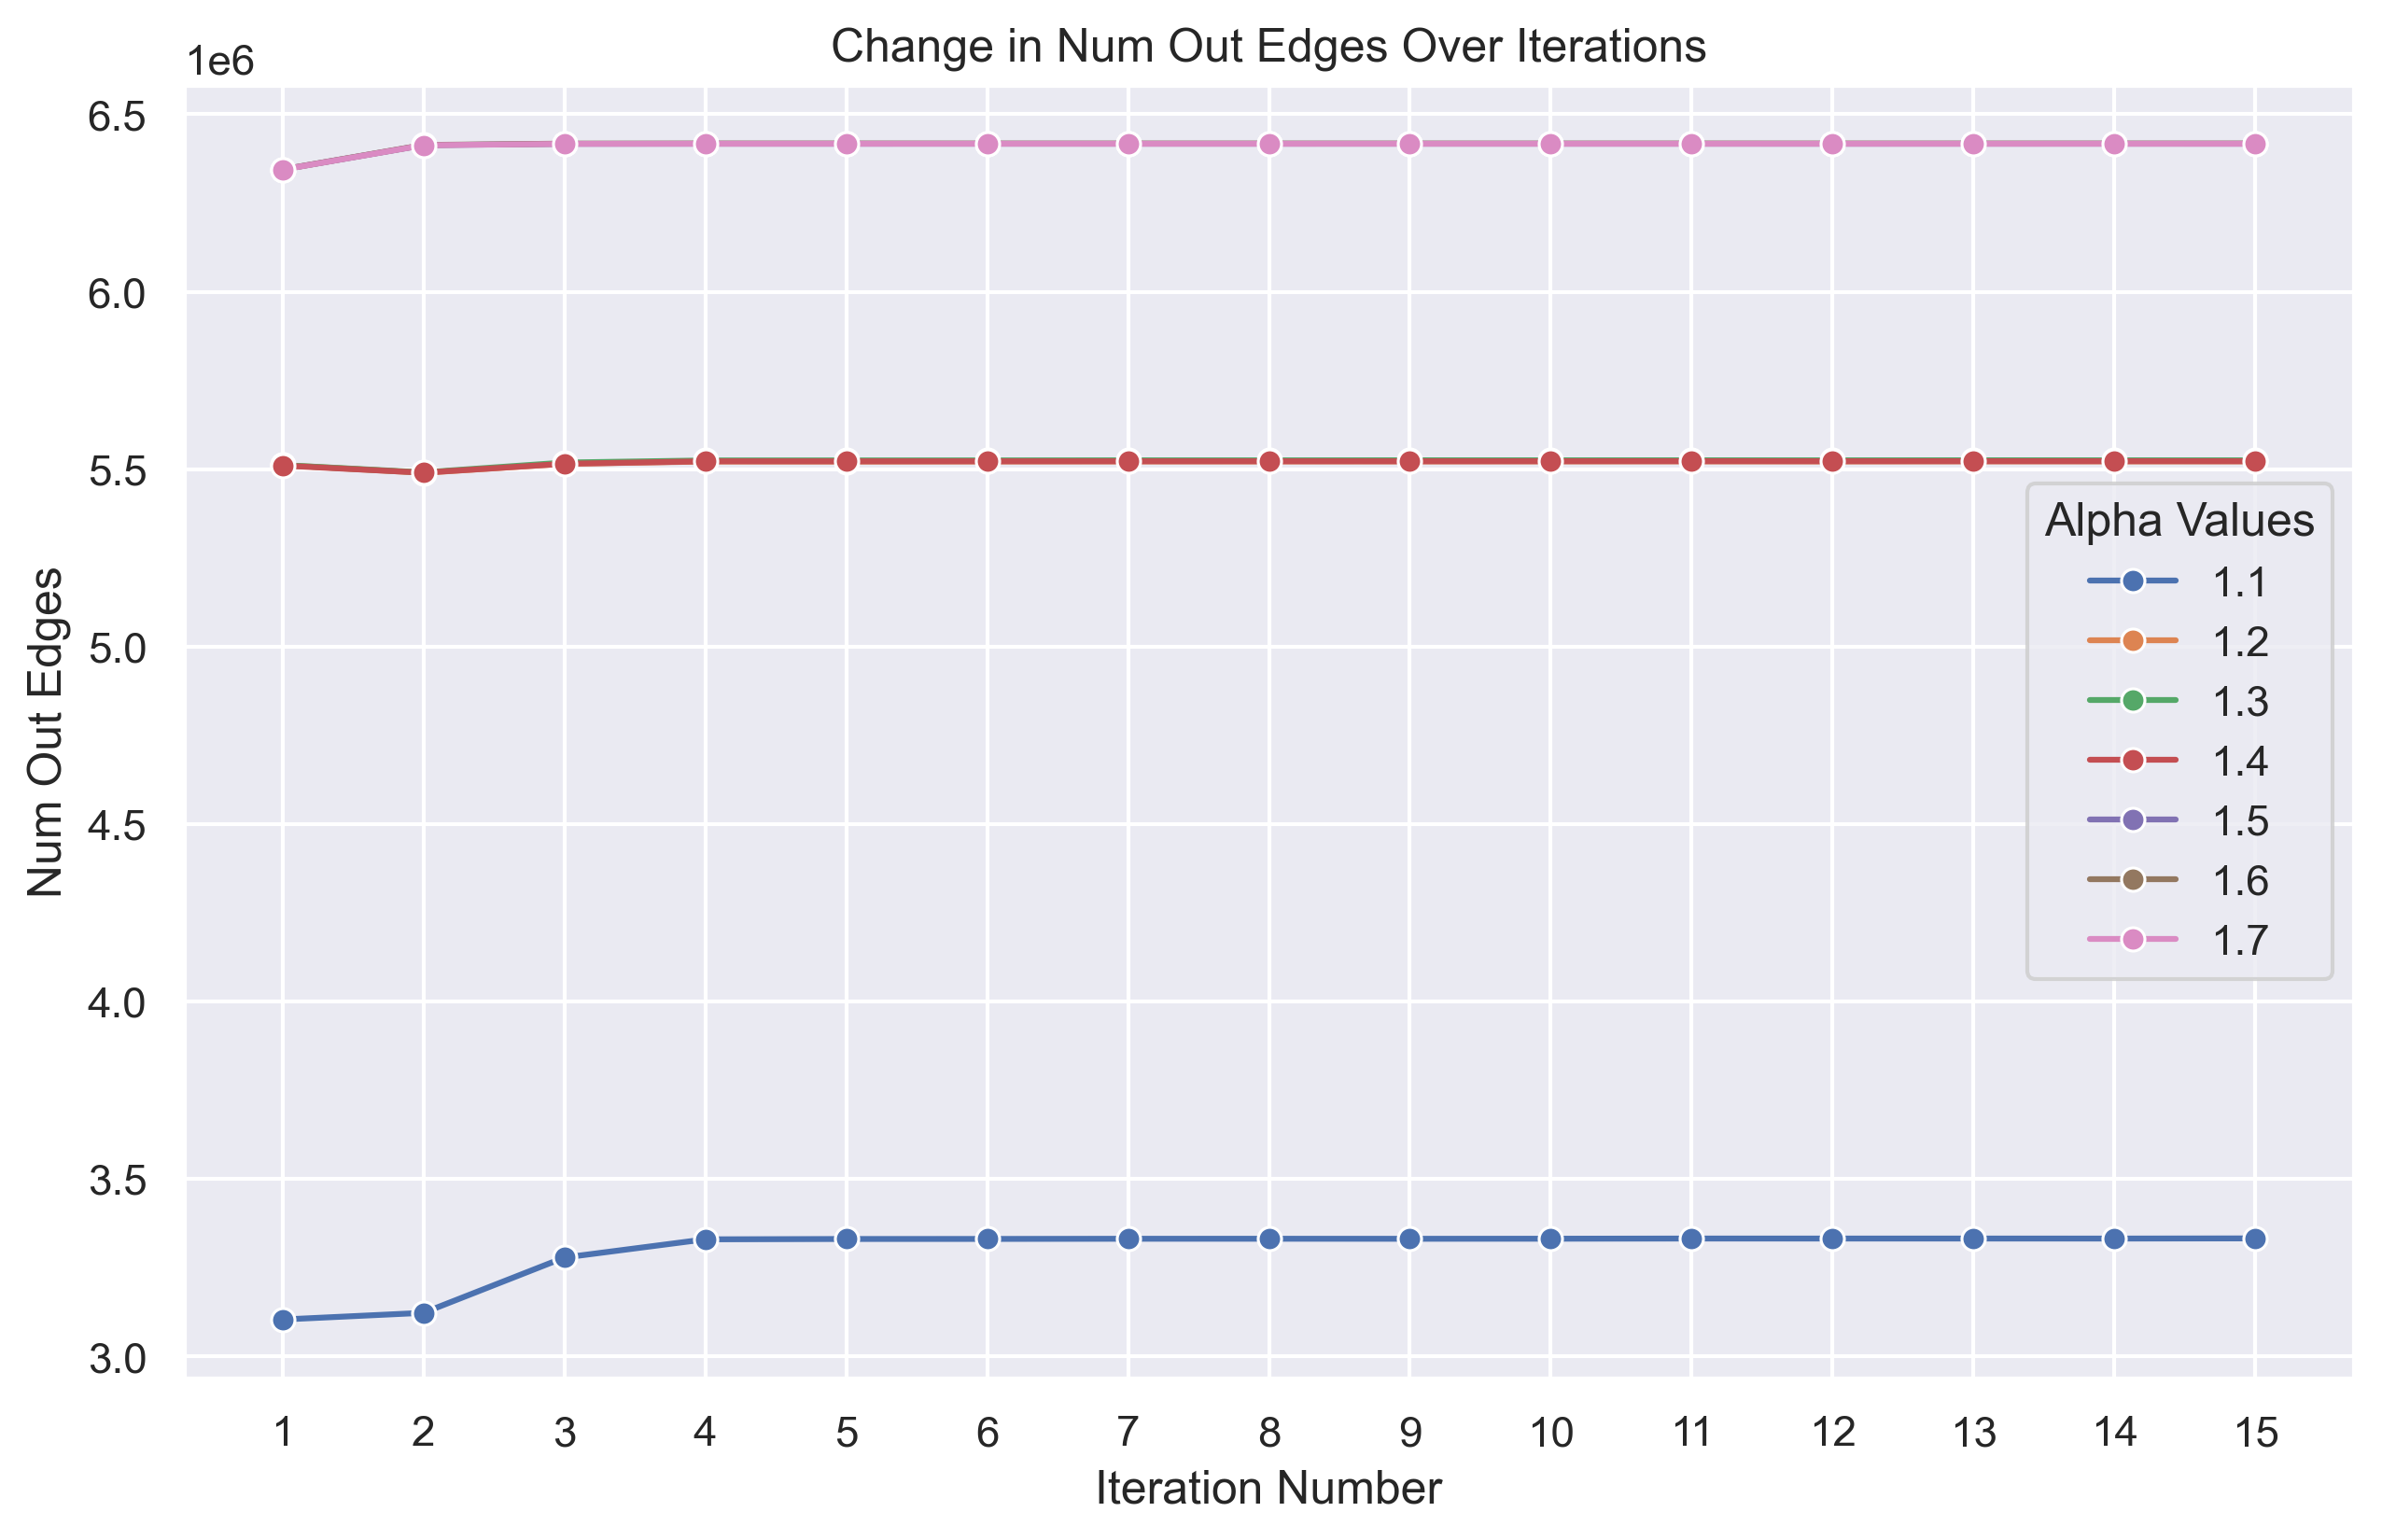 Change in Num Out Edges Over Iterations
1e6
6.5
6.0
5.5
5.0
4.5
4.0
3.5
3.0
Num Out Edges
Alpha Values
1.1
1.2
1.3
1.4
1.5
1.6
1.7
1 2 3 4 5 6 7 8 9 10 11 12 13 14 15
Iteration Number